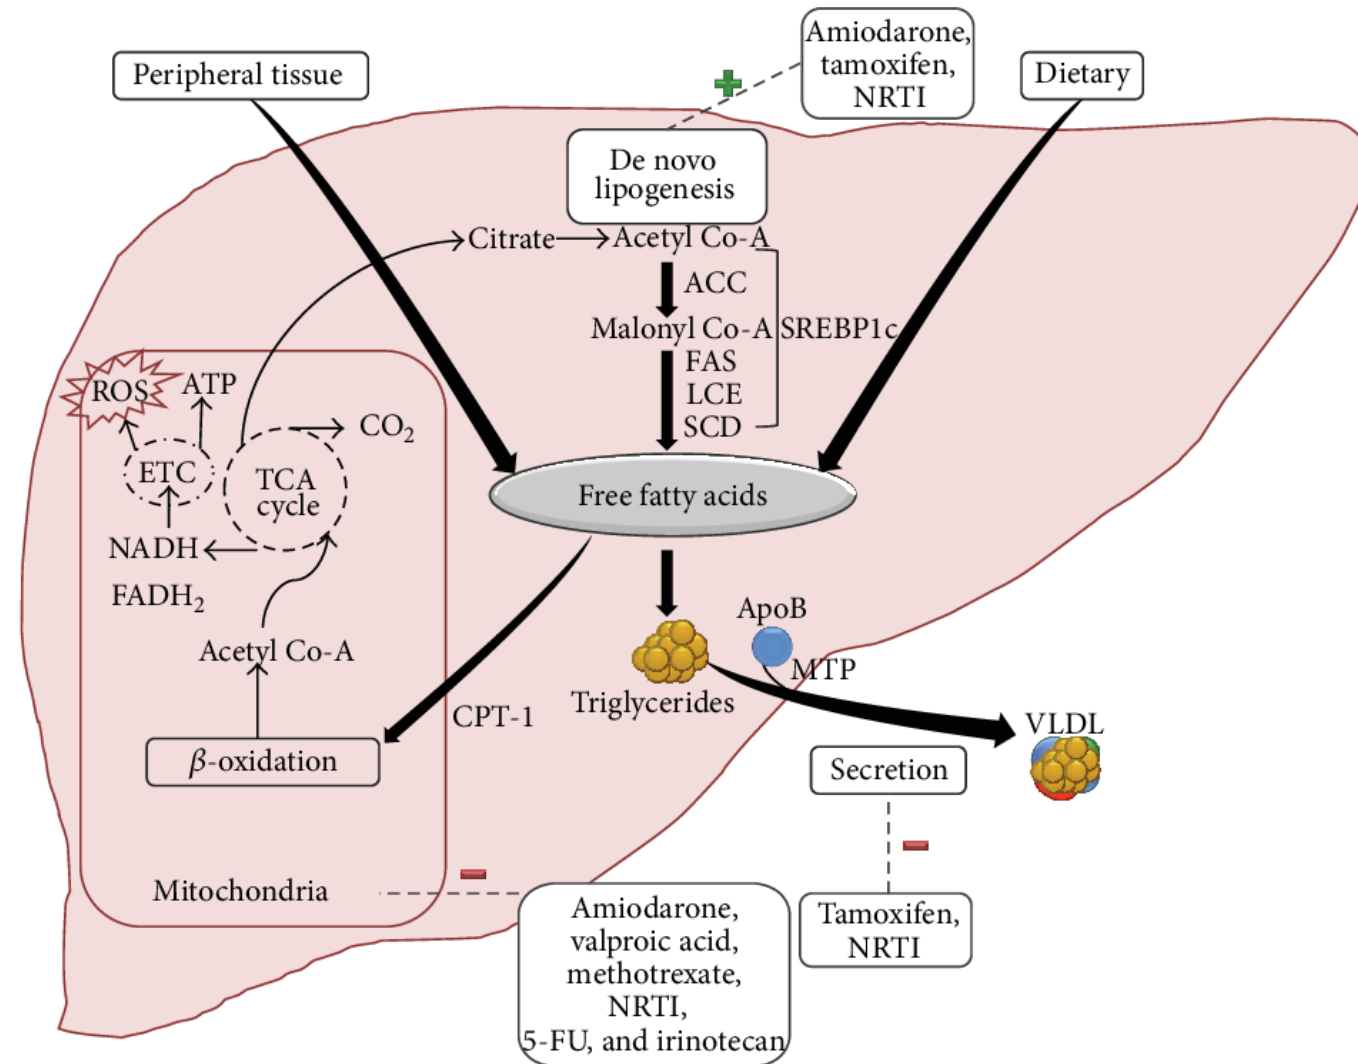 Amiodarone,
tamoxifen,
NRTI
Peripheral tissue
Dietary
De novo
lipogenesis
Citrate
Acetyl Co-A
ACC
Malonyl Co-A
SREBP1c
FAS
LCE
SCD
ROS
ATP
CO₂
ETC
TCA
cycle
Free fatty acids
NADH
FADH₂
ApoB
Acetyl Co-A
MTP
Triglycerides
CPT-1
VLDL
β-oxidation
Secretion
Mitochondria
Amiodarone,
valproic acid,
methotrexate,
NRTI,
5-FU, and irinotecan
Tamoxifen,
NRTI